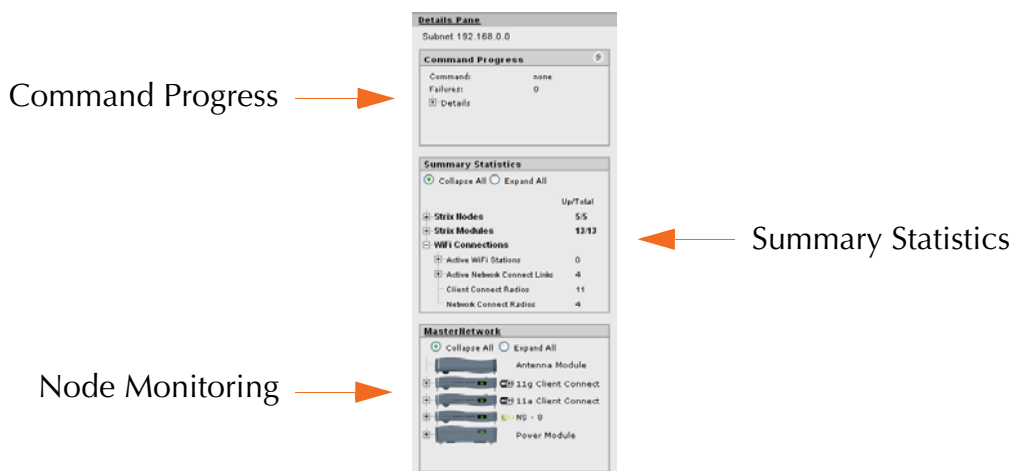 Details Pane
Subnet 192.168.0.0
Command Progress
Command Progress
Command: none
Failures: 0
Details
Summary Statistics
Collapse All Expand All
Up/Total
Strix Nodes 5/5
Strix Modules 13/13
WiFi Connections
Active WiFi Stations 0
Active Network Connect Links 4
Client Connect Radios 11
Network Connect Radios 4
Summary Statistics
MasterNetwork
Collapse All Expand All
Antenna Module
11g Client Connect
Node Monitoring
11a Client Connect
NS - 0
Power Module